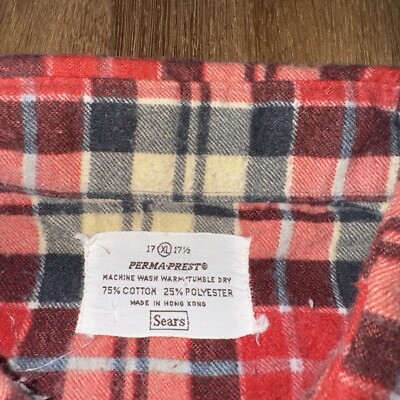 17 XL 17½
PERMA-PREST®
MACHINE WASH WARM, TUMBLE DRY
75% COTTON 25% POLYESTER
MADE IN HONG KONG
Sears